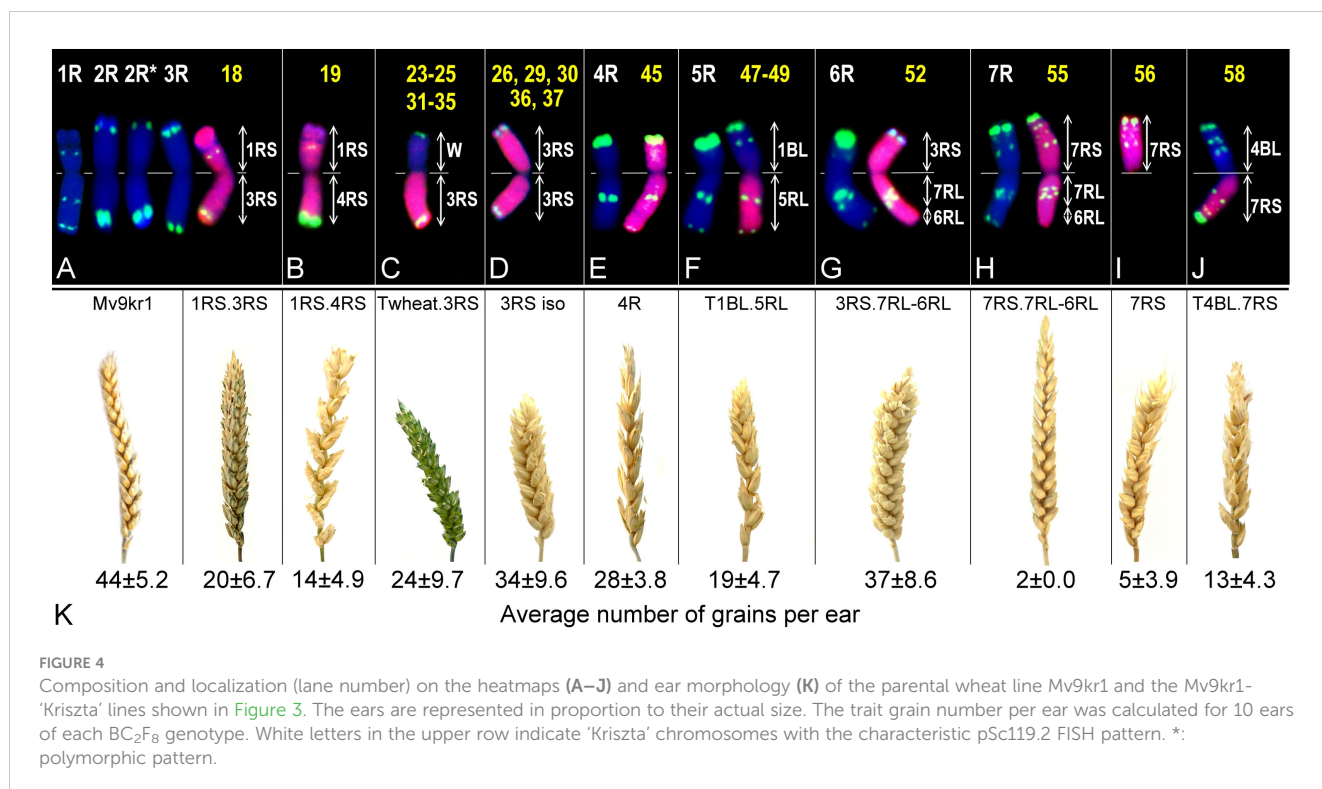 1R 2R 2R* 3R 18 19 23-25 26, 29, 30 4R 45 5R 47-49 6R 52 7R 55 56 58
31-35 36, 37
1RS 1RS W 3RS 1BL 3RS 7RS 7RS 4BL
3RS 4RS 3RS 3RS 5RL 7RL 7RL 7RS
6RL 6RL
A B C D E F G H I J
Mv9kr1 1RS.3RS 1RS.4RS Twheat.3RS 3RS iso 4R T1BL.5RL 3RS.7RL-6RL 7RS.7RL-6RL 7RS T4BL.7RS
44±5.2 20±6.7 14±4.9 24±9.7 34±9.6 28±3.8 19±4.7 37±8.6 2±0.0 5±3.9 13±4.3
K Average number of grains per ear
FIGURE 4
Composition and localization (lane number) on the heatmaps (A–J) and ear morphology (K) of the parental wheat line Mv9kr1 and the Mv9kr1-
‘Kriszta’ lines shown in Figure 3. The ears are represented in proportion to their actual size. The trait grain number per ear was calculated for 10 ears
of each BC2F8 genotype. White letters in the upper row indicate ‘Kriszta’ chromosomes with the characteristic pSc119.2 FISH pattern. *:
polymorphic pattern.